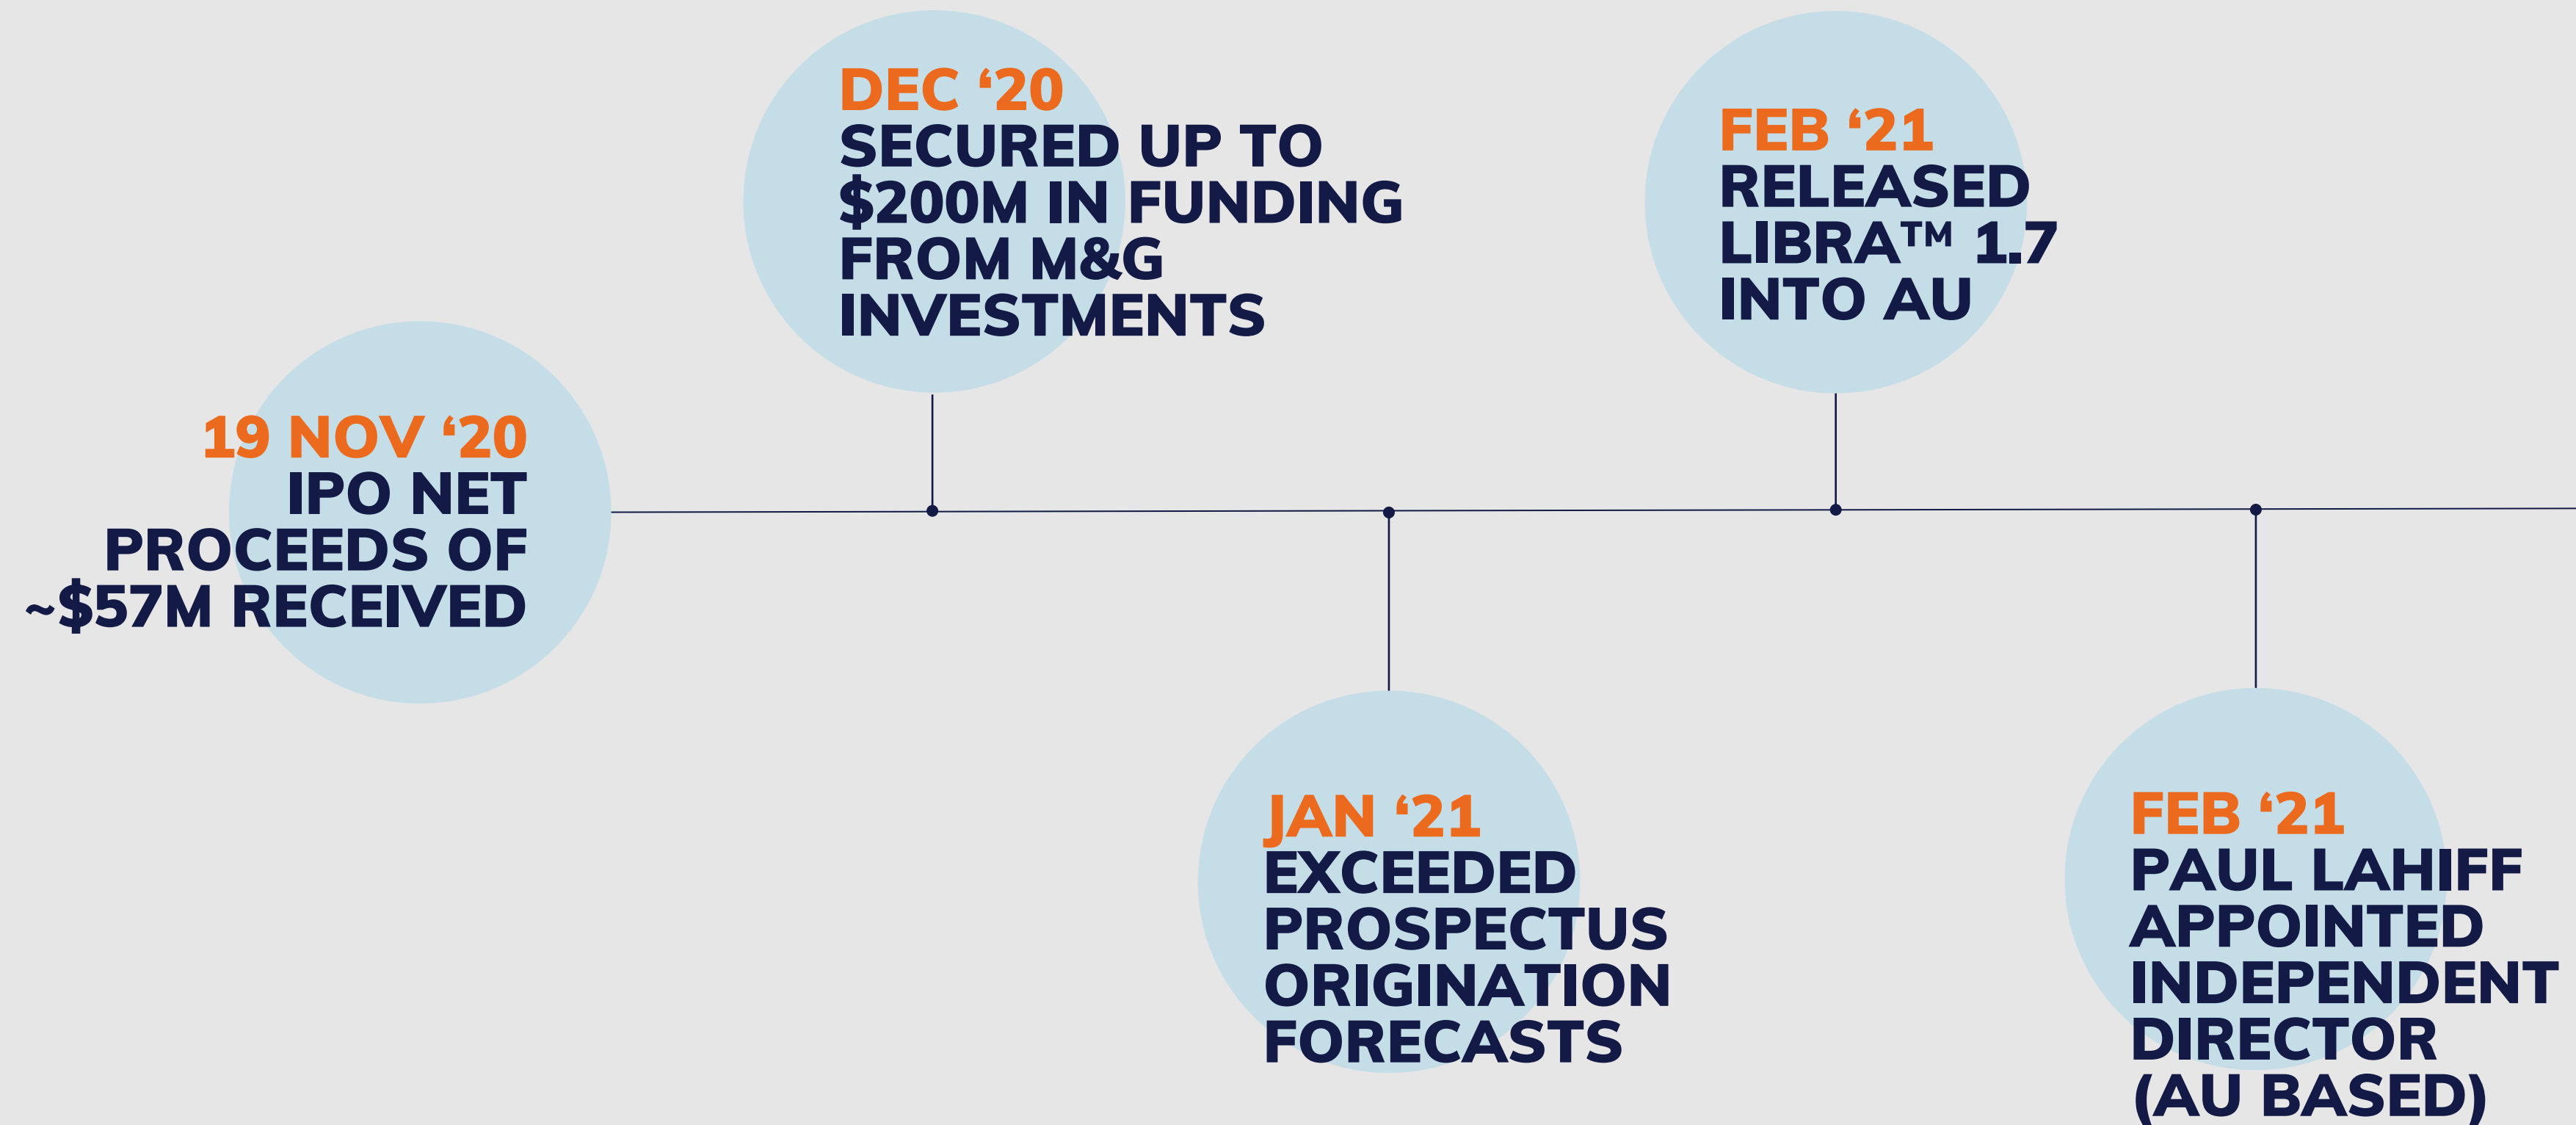 19 NOV ‘20
IPO NET
PROCEEDS OF
~$57M RECEIVED
DEC ‘20
SECURED UP TO
$200M IN FUNDING
FROM M&G
INVESTMENTS
JAN ‘21
EXCEEDED
PROSPECTUS
ORIGINATION
FORECASTS
FEB ‘21
RELEASED
LIBRA™ 1.7
INTO AU
FEB ‘21
PAUL LAHIFF
APPOINTED
INDEPENDENT
DIRECTOR
(AU BASED)